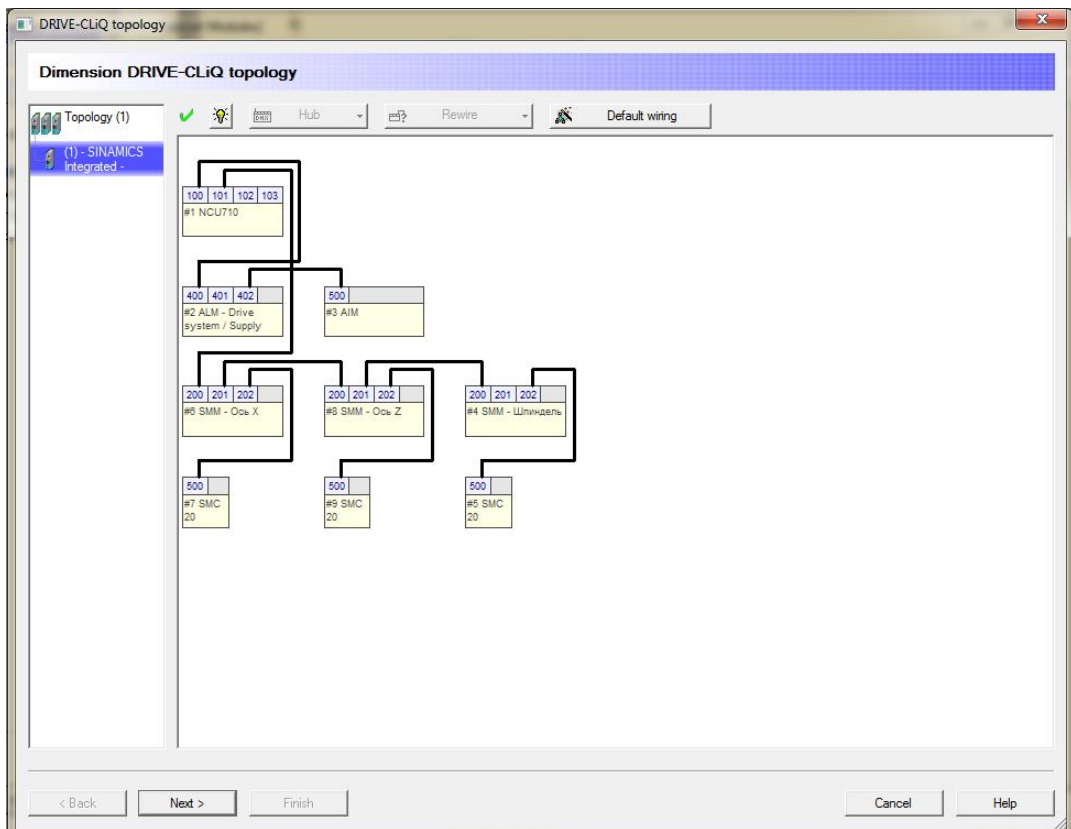 DRIVE-CLiQ topology
Dimension DRIVE-CLiQ topology
Topology (1)
(1) - SINAMICS
Integrated -
Hub
Rewire
Default wiring
100 101 102 103
#1 NCU710
400 401 402
#2 ALM - Drive
system / Supply
500
#3 AIM
200 201 202
#6 SMM - Ось X
200 201 202
#8 SMM - Ось Z
200 201 202
#4 SMM - Шпиндель
500
#7 SMC
20
500
#9 SMC
20
500
#5 SMC
20
< Back
Next >
Finish
Cancel
Help